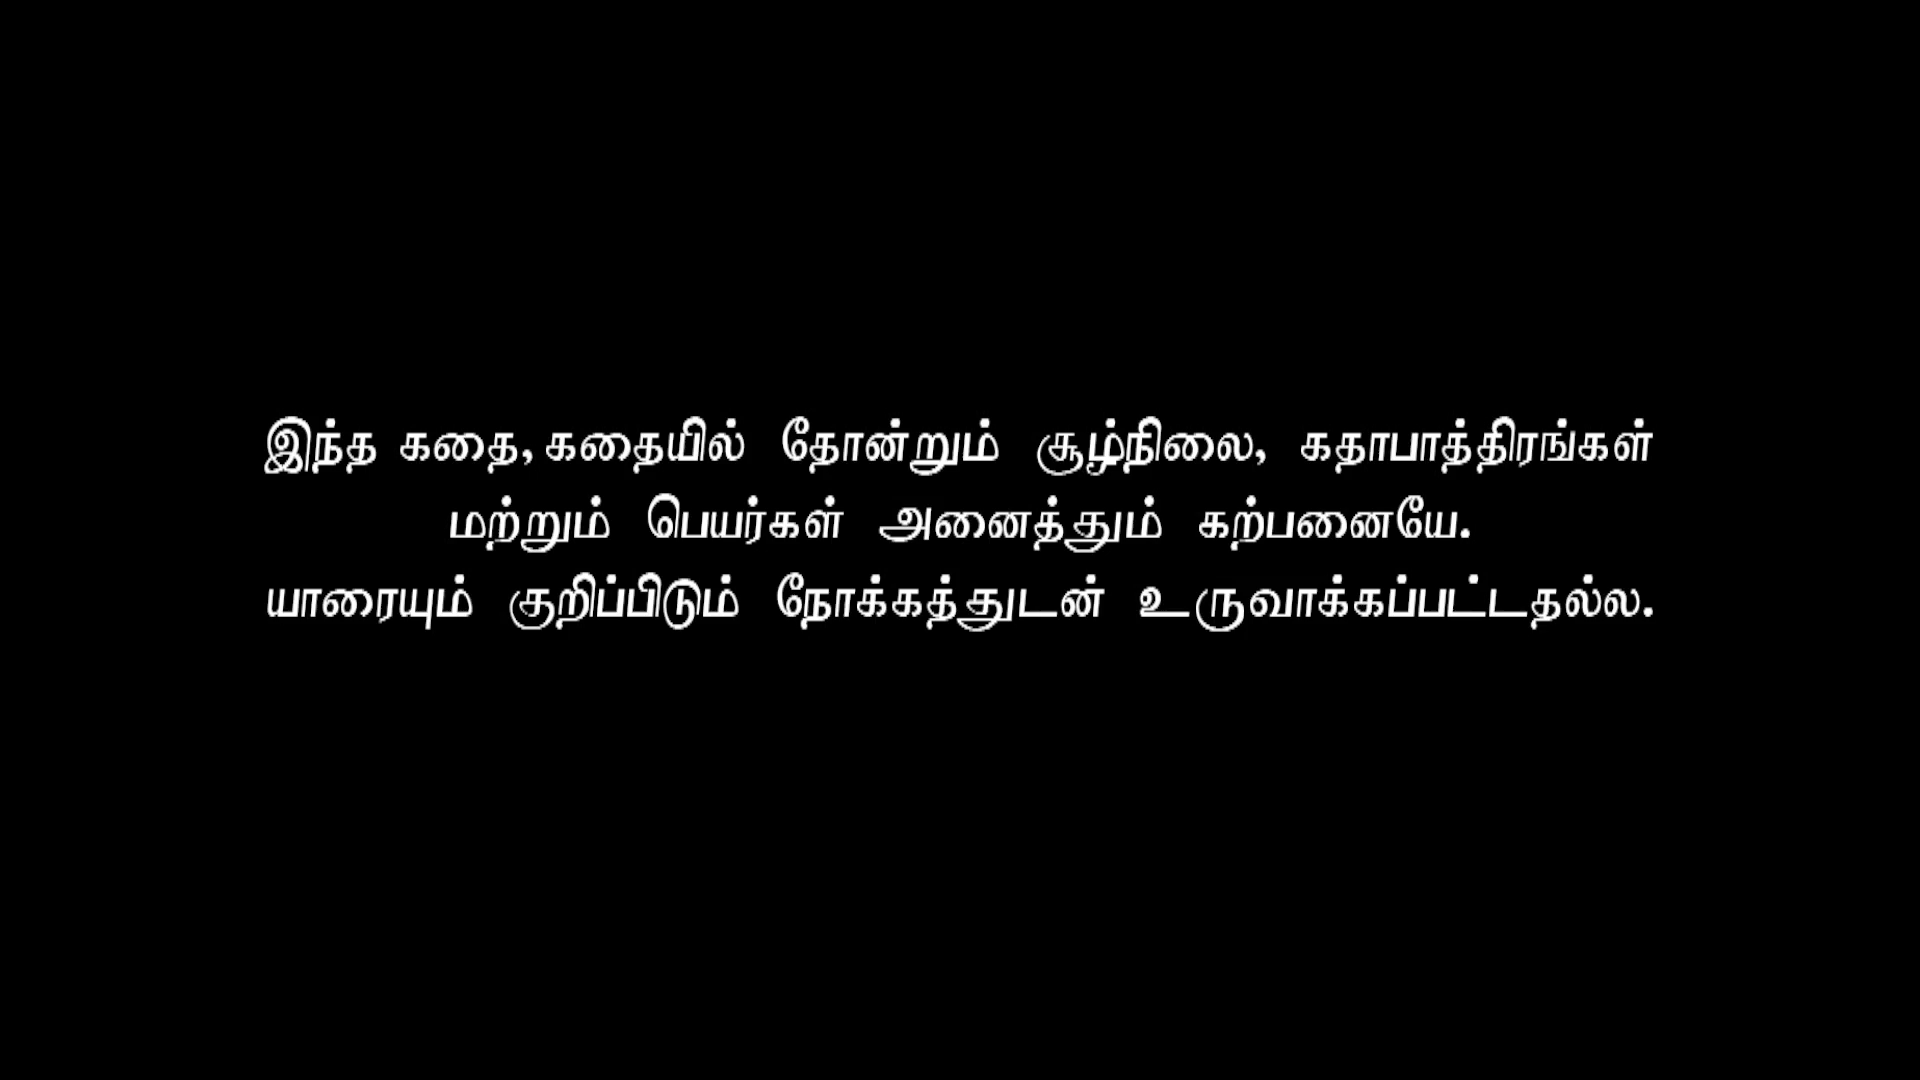 இந்த கதை, கதையில் தோன்றும் சூழ்நிலை, கதாபாத்திரங்கள்
மற்றும் பெயர்கள் அனைத்தும் கற்பனையே.
யாரையும் குறிப்பிடும் நோக்கத்துடன் உருவாக்கப்பட்டதல்ல.